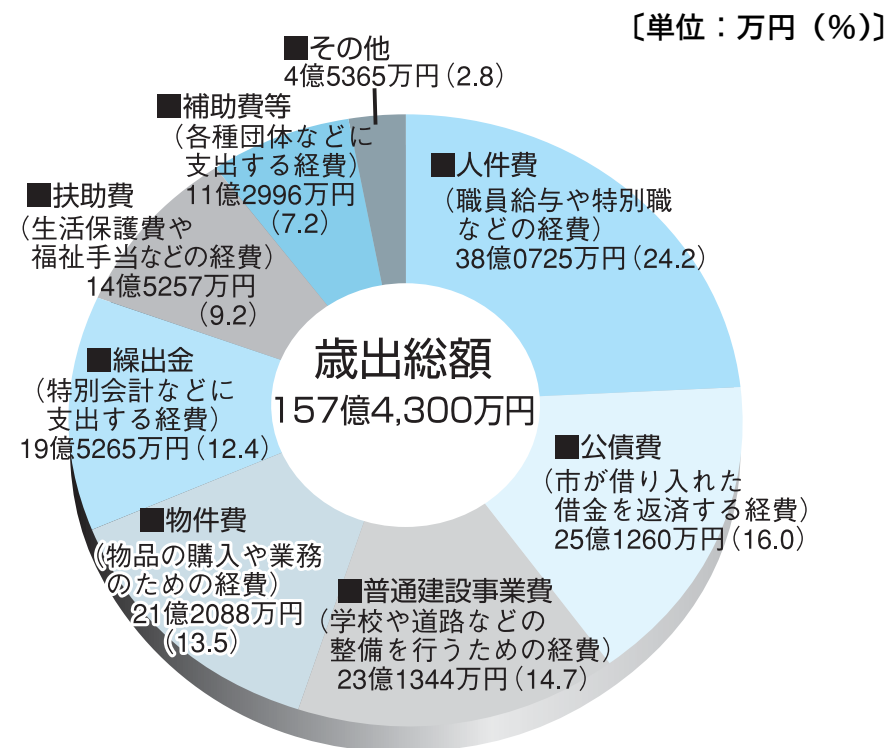 〔単位：万円（％）〕
■その他
4億5365万円（2.8）
■補助費等
（各種団体などに
支出する経費）
11億2996万円
（7.2）
■扶助費
（生活保護費や
福祉手当などの経費）
14億5257万円
（9.2）
■繰出金
（特別会計などに
支出する経費）
19億5265万円（12.4）
■物件費
（物品の購入や業務
のための経費）
21億2088万円
（13.5）
■普通建設事業費
（学校や道路などの
整備を行うための経費）
23億1344万円（14.7）
■公債費
（市が借り入れた
借金を返済する経費）
25億1260万円（16.0）
■人件費
（職員給与や特別職
などの経費）
38億0725万円（24.2）
歳出総額
157億4,300万円